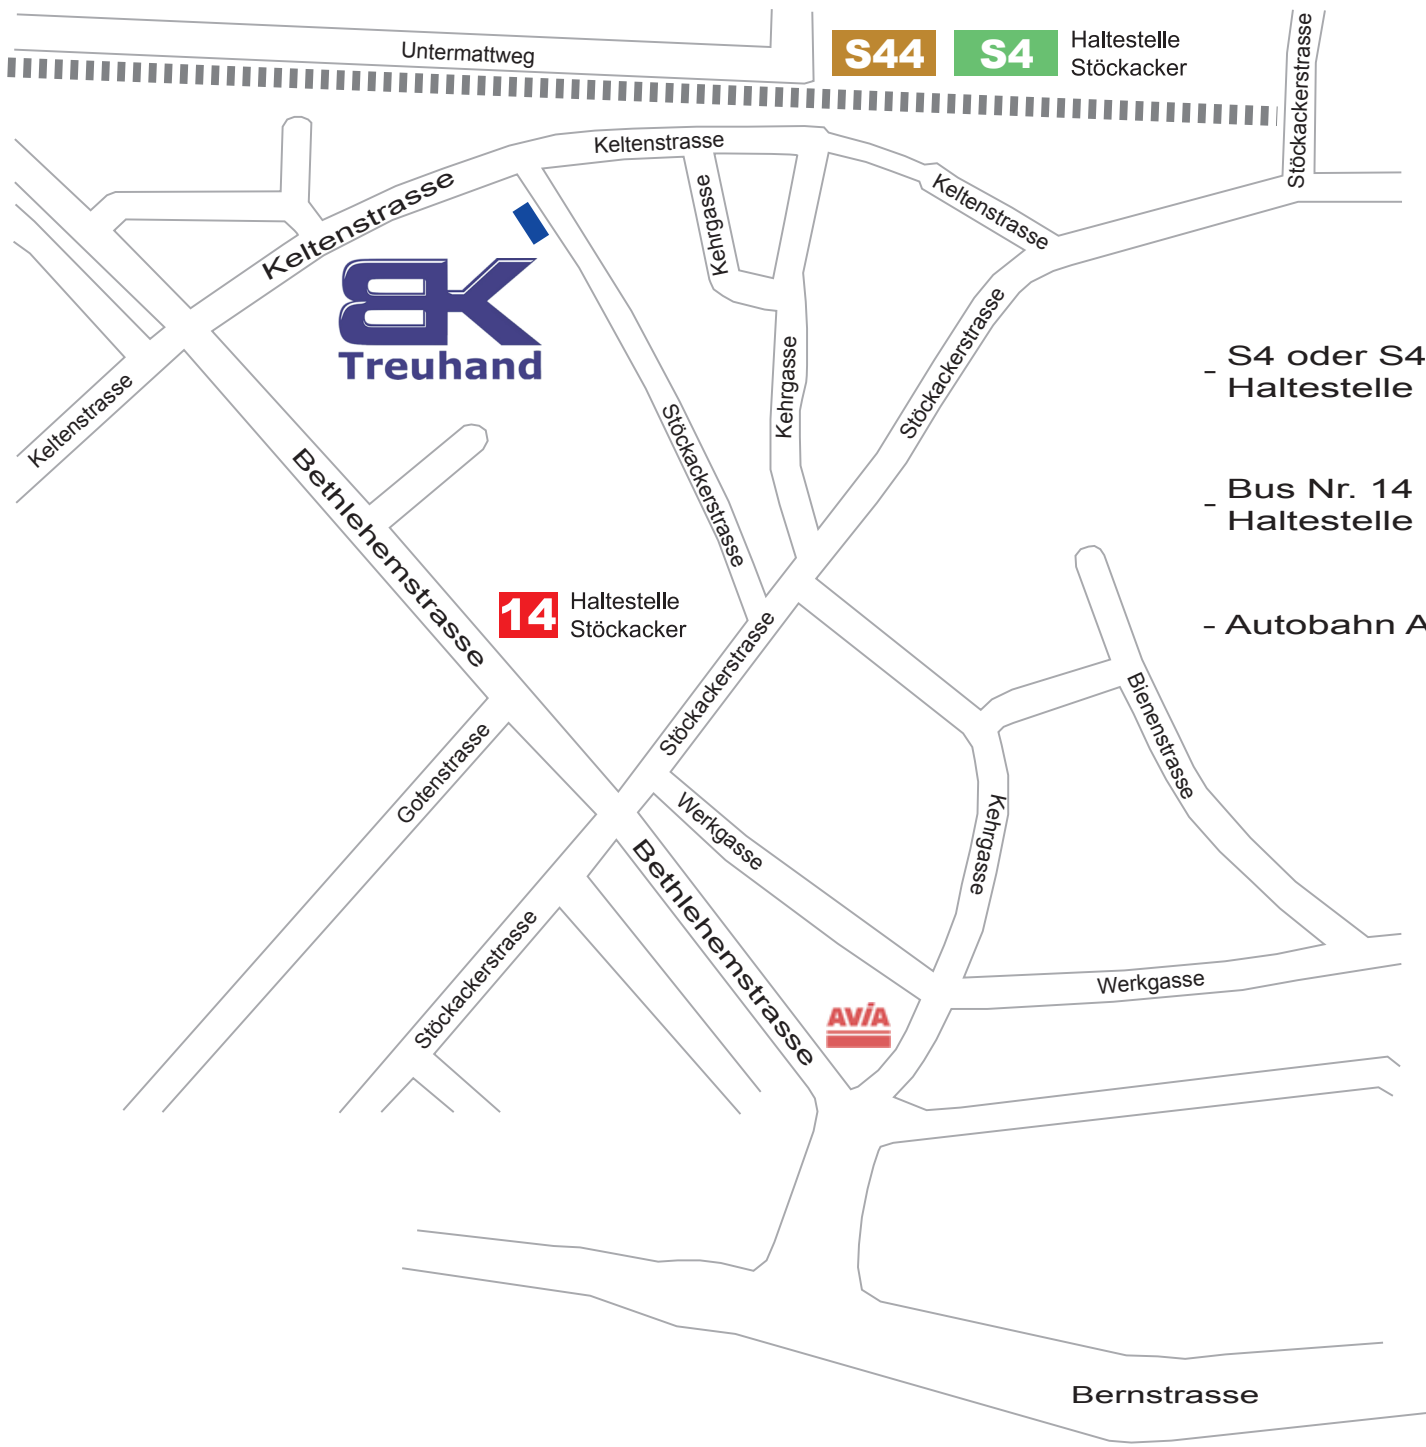 Untermattweg
S44
S4
Haltestelle
Stöckacker
Stöckackerstrasse
Keltenstrasse
Keltenstrasse
Keltenstrasse
Kehrgasse
BK
Treuhand
Stöckackerstrasse
Kehrgasse
S4 oder S4
- Haltestelle
Keltenstrasse
Stöckackerstrasse
Bethlehemstrasse
Bus Nr. 14
- Haltestelle
14
Haltestelle
Stöckacker
- Autobahn A
Stöckackerstrasse
Bienenstrasse
Gotenstrasse
Werkgasse
Kehrgasse
Bethlehemstrasse
Stöckackerstrasse
Werkgasse
AVIA
Bernstrasse